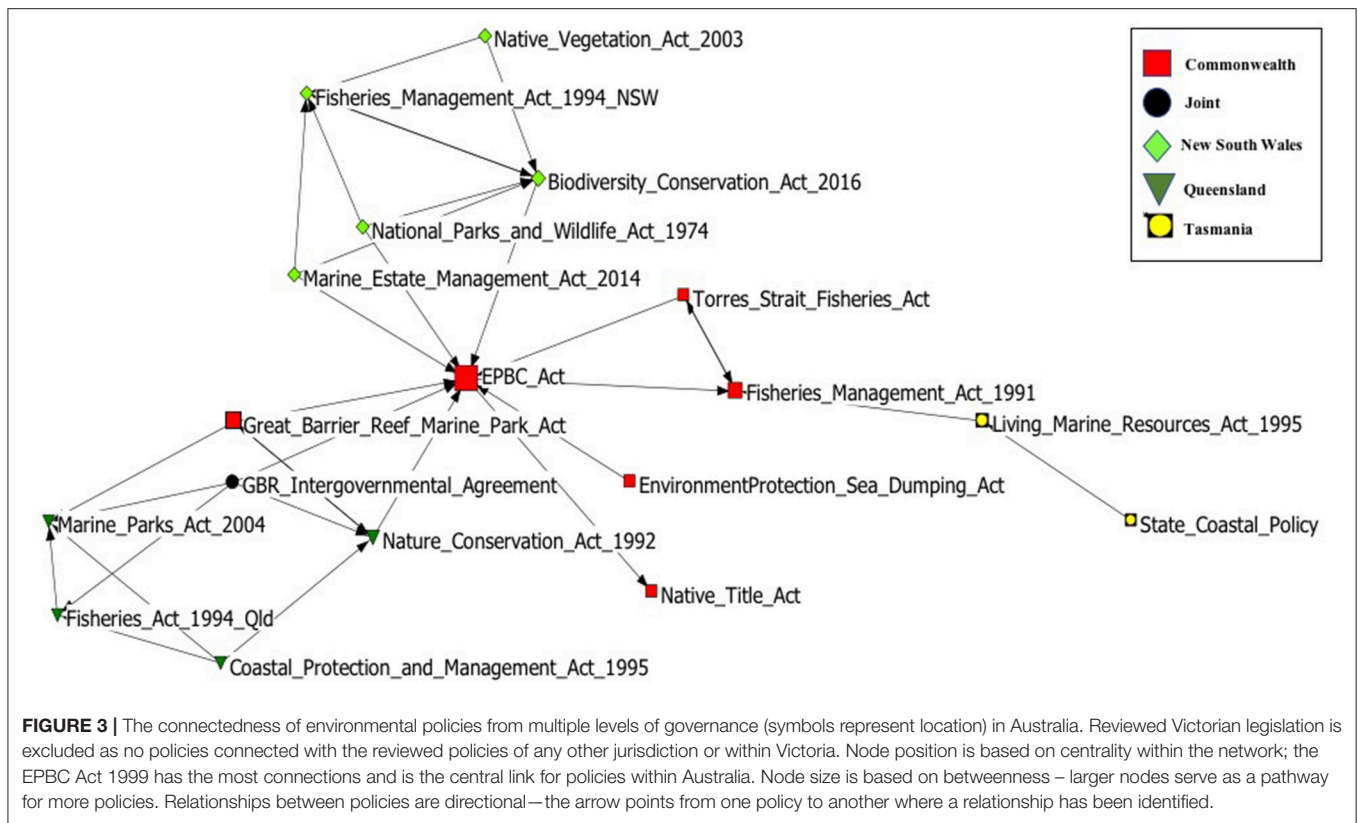 Native_Vegetation_Act_2003
Fisheries_Management_Act_1994_NSW
Biodiversity_Conservation_Act_2016
National_Parks_and_Wildlife_Act_1974
Marine_Estate_Management_Act_2014
Torres_Strait_Fisheries_Act
EPBC_Act
Fisheries_Management_Act_1991
Great_Barrier_Reef_Marine_Park_Act
Living_Marine_Resources_Act_1995
GBR_Intergovernmental_Agreement
EnvironmentProtection_Sea_Dumping_Act
Marine_Parks_Act_2004
State_Coastal_Policy
Nature_Conservation_Act_1992
Native_Title_Act
Fisheries_Act_1994_Qld
Coastal_Protection_and_Management_Act_1995
Commonwealth
Joint
New South Wales
Queensland
Tasmania
FIGURE 3 | The connectedness of environmental policies from multiple levels of governance (symbols represent location) in Australia. Reviewed Victorian legislation is
excluded as no policies connected with the reviewed policies of any other jurisdiction or within Victoria. Node position is based on centrality within the network; the
EPBC Act 1999 has the most connections and is the central link for policies within Australia. Node size is based on betweenness – larger nodes serve as a pathway
for more policies. Relationships between policies are directional—the arrow points from one policy to another where a relationship has been identified.